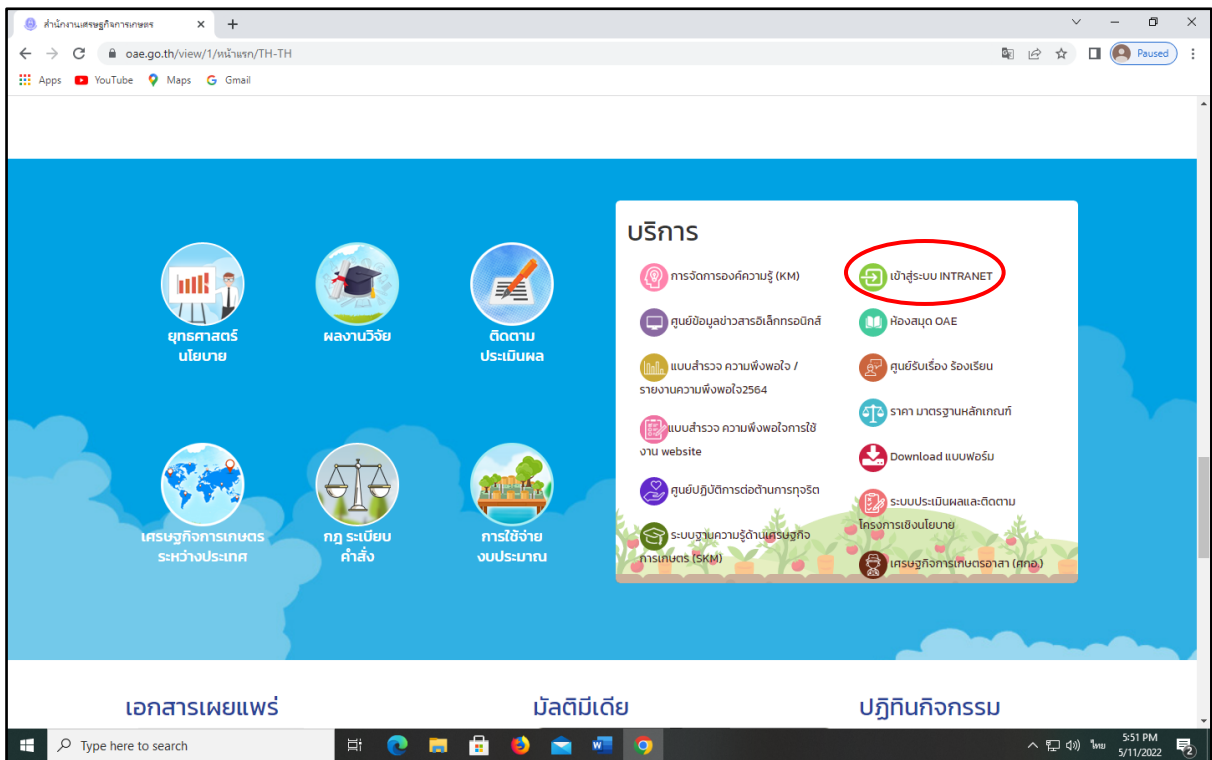 สำนักงานเศรษฐกิจการเกษตร
oae.go.th/view/1/หน้าแรก/TH-TH
Paused
Apps
YouTube
Maps
Gmail
ยุทธศาสตร์
นโยบาย
ผลงานวิจัย
ติดตาม
ประเมินผล
เศรษฐกิจการเกษตร
ระหว่างประเทศ
กฎ ระเบียบ
คำสั่ง
การใช้จ่าย
งบประมาณ
บริการ
การจัดการองค์ความรู้ (KM)
ศูนย์ข้อมูลข่าวสารอิเล็กทรอนิกส์
แบบสำรวจ ความพึงพอใจ /
รายงานความพึงพอใจ2564
แบบสำรวจ ความพึงพอใจการใช้
งาน website
ศูนย์ปฏิบัติการต่อต้านการทุจริต
ระบบฐานความรู้ด้านเศรษฐกิจ
การเกษตร (SKM)
เข้าสู่ระบบ INTRANET
ห้องสมุด OAE
ศูนย์รับเรื่อง ร้องเรียน
ราคา มาตรฐานหลักเกณฑ์
Download แบบฟอร์ม
ระบบประเมินผลและติดตาม
โครงการเชิงนโยบาย
เศรษฐกิจการเกษตรอาสา (ศกอ.)
เอกสารเผยแพร่
มัลติมีเดีย
ปฏิทินกิจกรรม
Type here to search
ไทย
5:51 PM
5/11/2022
2